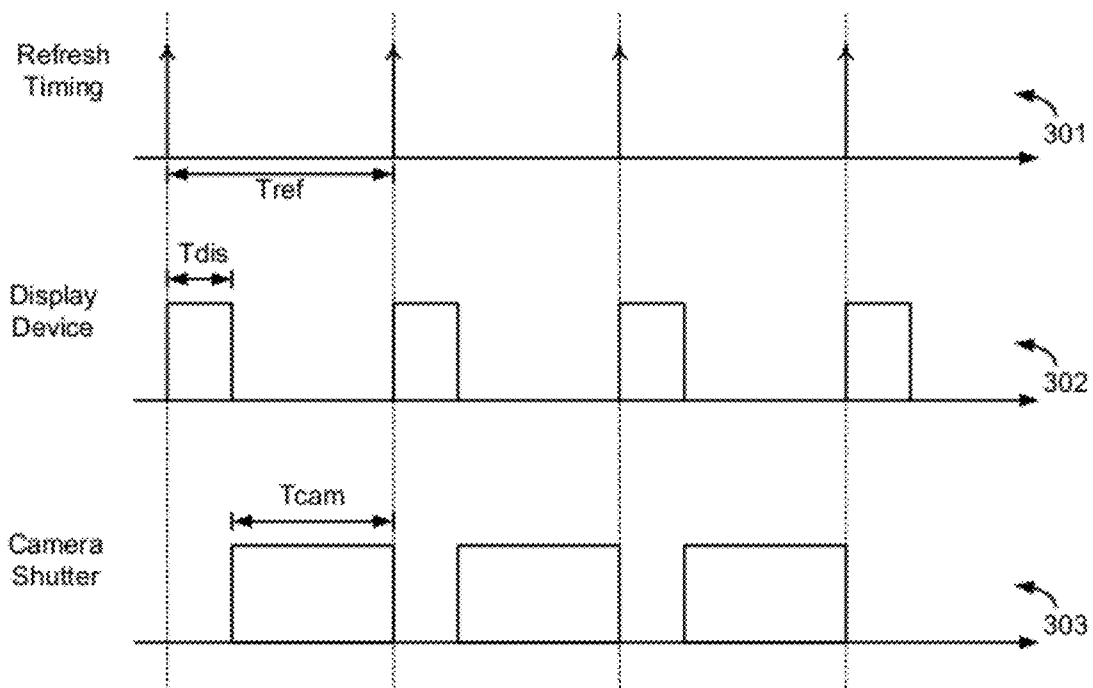 Refresh
Timing
301
Tref
Tdis
Display
Device
302
Tcam
Camera
Shutter
303